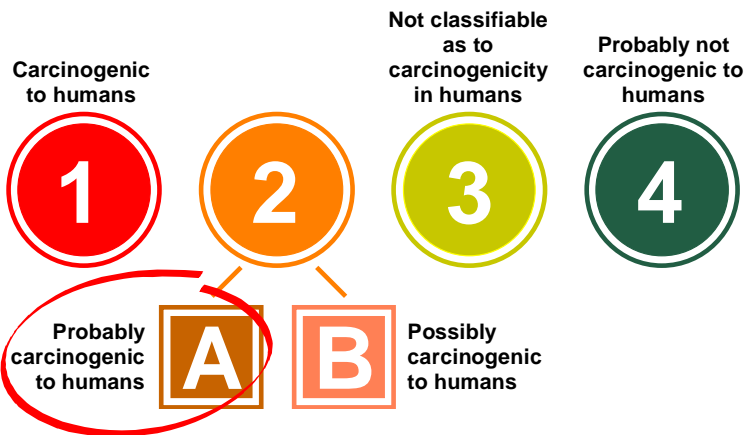 Carcinogenic
to humans
Not classifiable
as to
carcinogenicity
in humans
Probably not
carcinogenic to
humans
1
2
3
4
Probably
carcinogenic
to humans
A
B
Possibly
carcinogenic
to humans